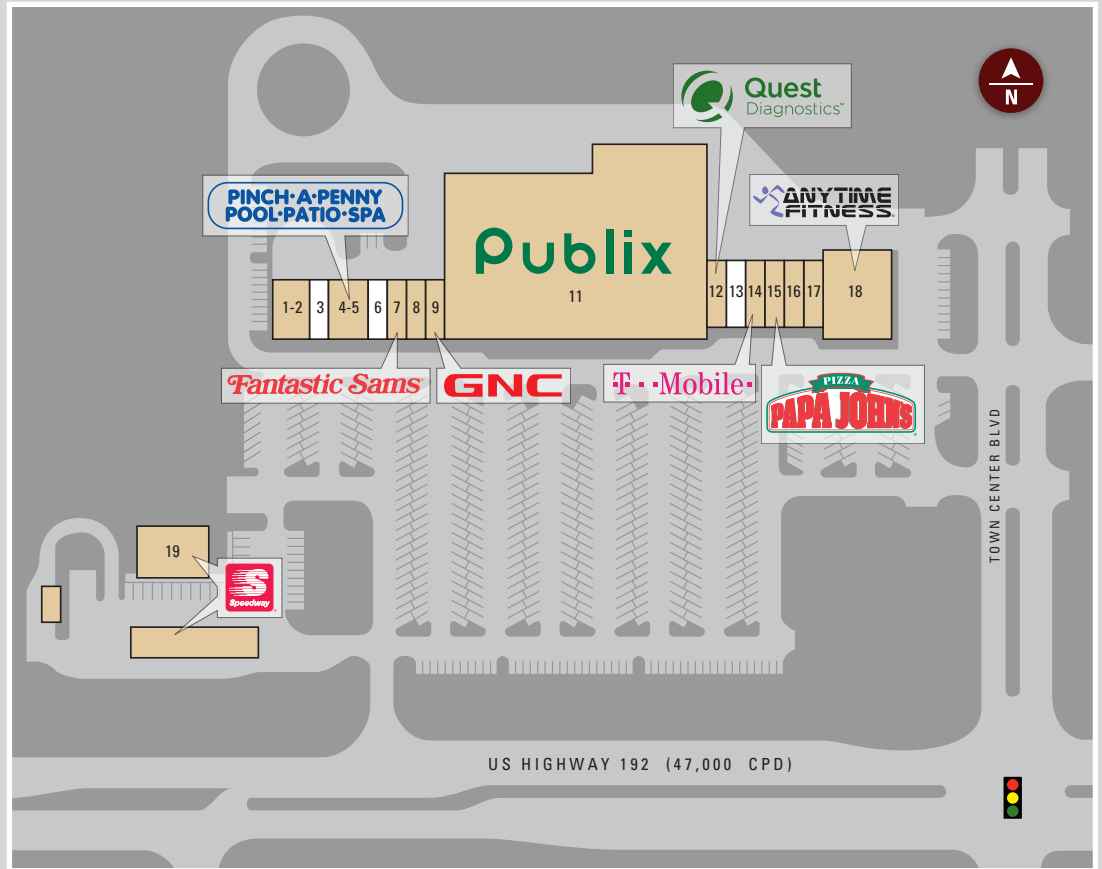 N
Quest
Diagnostics™
PINCH·A·PENNY
POOL·PATIO·SPA
ANYTIME
FITNESS®
Publix
1-2
3
4-5
6
7
8
9
11
12
13
14
15
16
17
18
Fantastic Sams
GNC
T··Mobile·
PIZZA
PAPA JOHN'S
TOWN CENTER BLVD
19
S
Speedway
US HIGHWAY 192 (47,000 CPD)